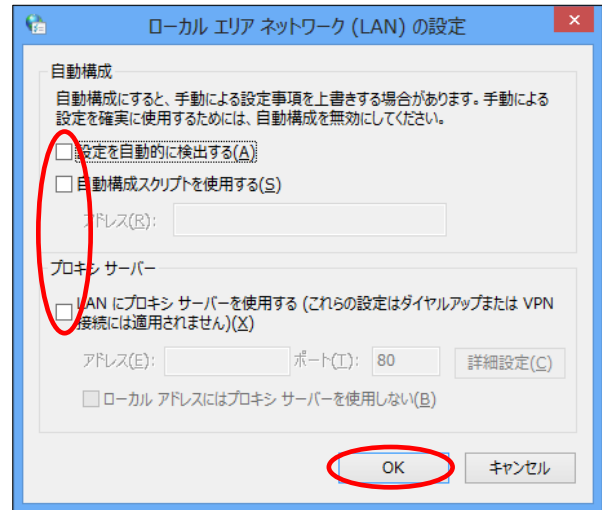 ローカル エリア ネットワーク (LAN) の設定
自動構成
自動構成にすると、手動による設定事項を上書きする場合があります。手動による
設定を確実に使用するためには、自動構成を無効にしてください。
設定を自動的に検出する(A)
自動構成スクリプトを使用する(S)
アドレス(R):
プロキシ サーバー
LAN にプロキシ サーバーを使用する (これらの設定はダイヤルアップまたは VPN
接続には適用されません)(X)
アドレス(E): ポート(T): 80 詳細設定(C)
ローカル アドレスにはプロキシ サーバーを使用しない(B)
OK キャンセル